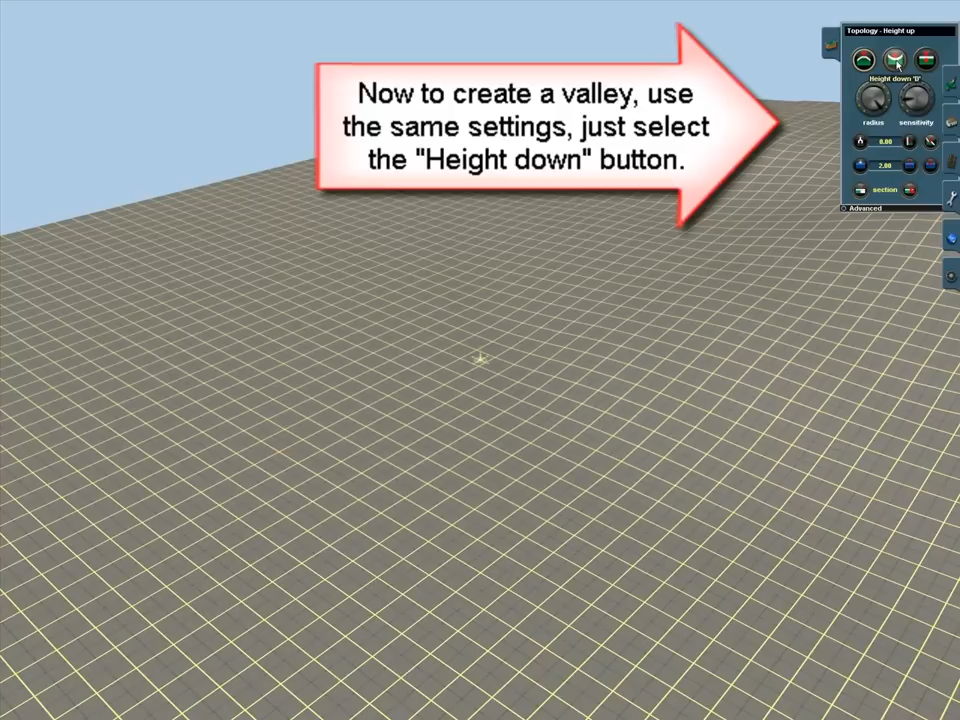 Topology - Height up
Now to create a valley, use
the same settings, just select
the "Height down" button.
Height down 'D'
radius sensitivity
0.00
2.00
section
Advanced